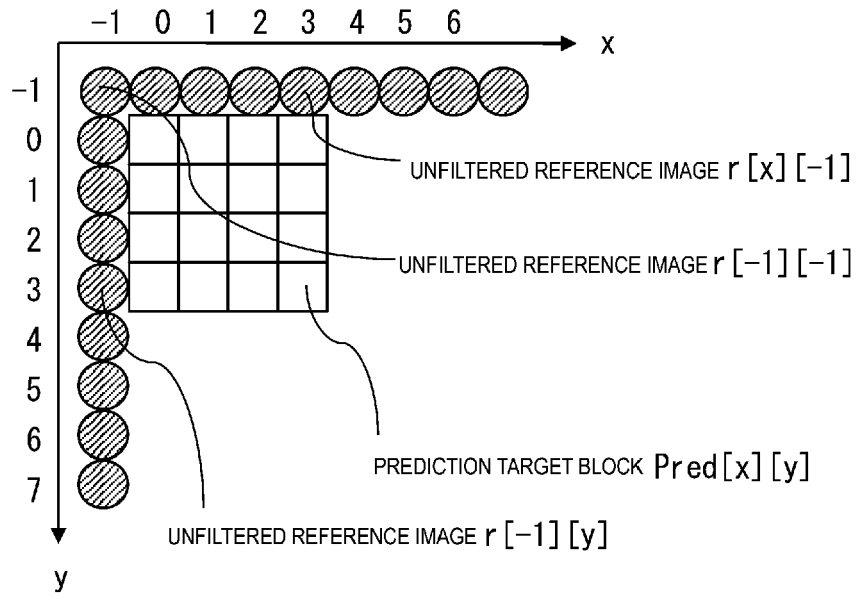 -1 0 1 2 3 4 5 6
x
-1
0
1
UNFILTERED REFERENCE IMAGE r[x][-1]
2
UNFILTERED REFERENCE IMAGE r[-1][-1]
3
4
5
6
PREDICTION TARGET BLOCK Pred[x][y]
7
UNFILTERED REFERENCE IMAGE r[-1][y]
y